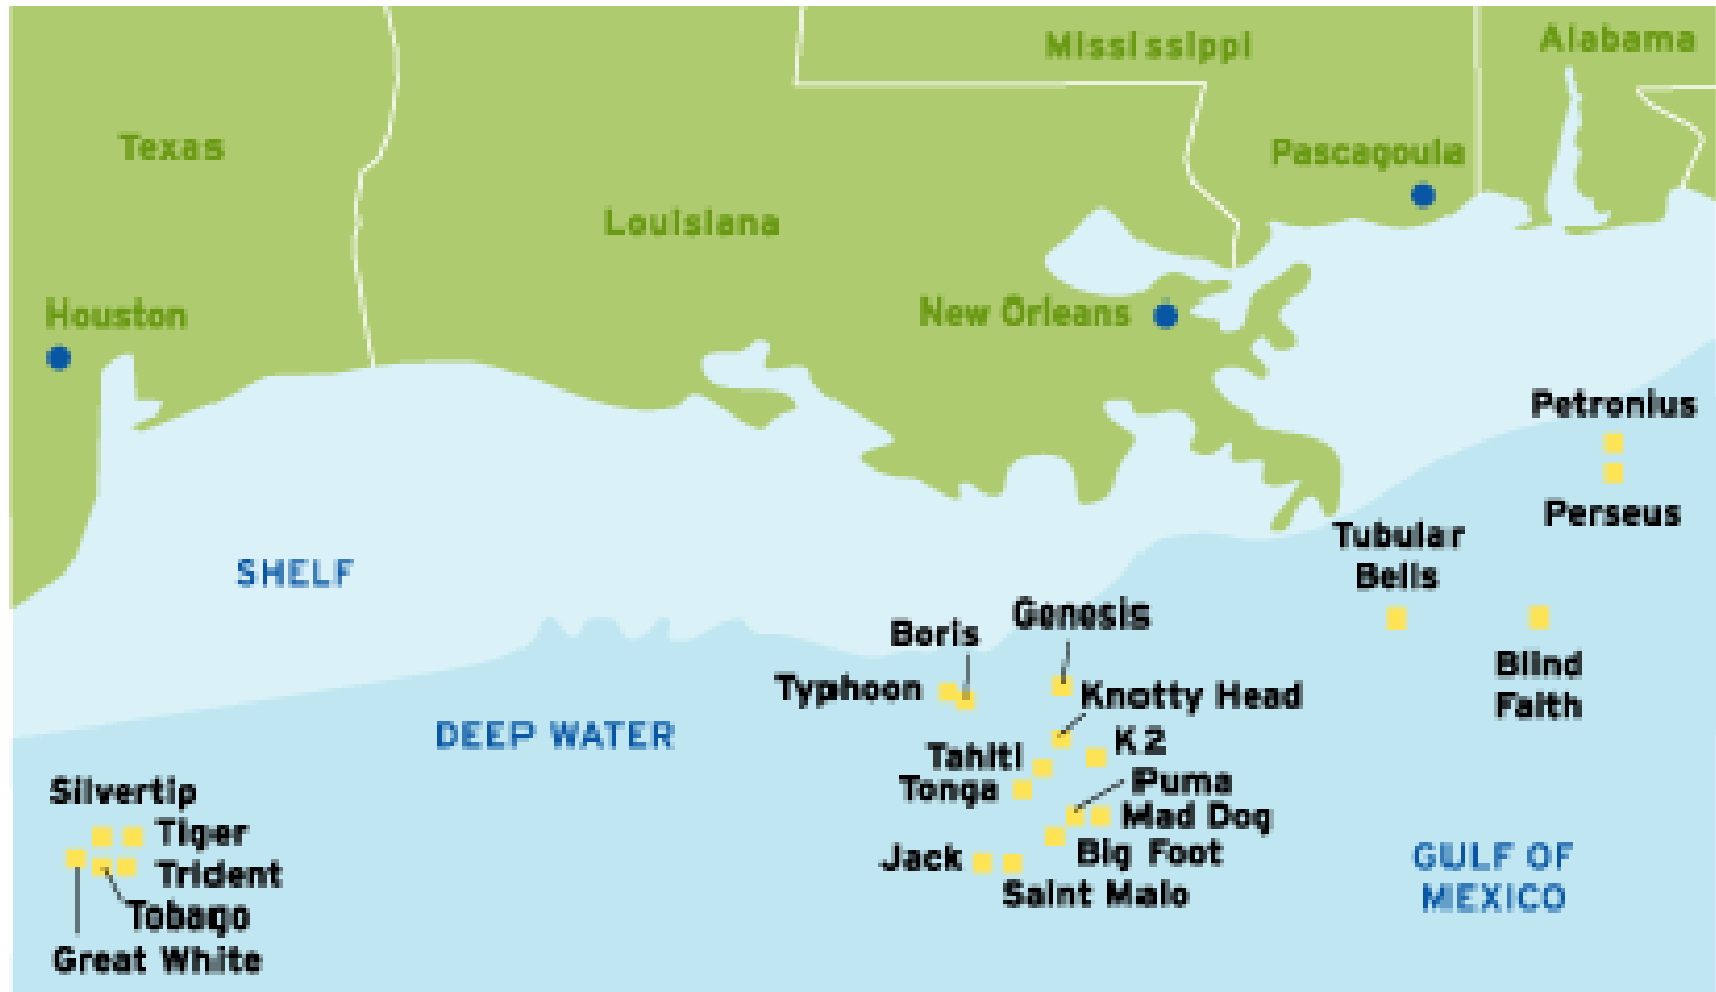 Mississippi
Alabama
Texas
Pascagoula
Louisiana
Houston
New Orleans
Petronius
Perseus
Tubular
Bells
SHELF
Genesis
Boris
Blind
Faith
Typhoon
Knotty Head
DEEP WATER
K2
Tahiti
Puma
Tonga
Silvertip
Mad Dog
Tiger
Big Foot
Jack
GULF OF
MEXICO
Trident
Saint Malo
Tobago
Great White